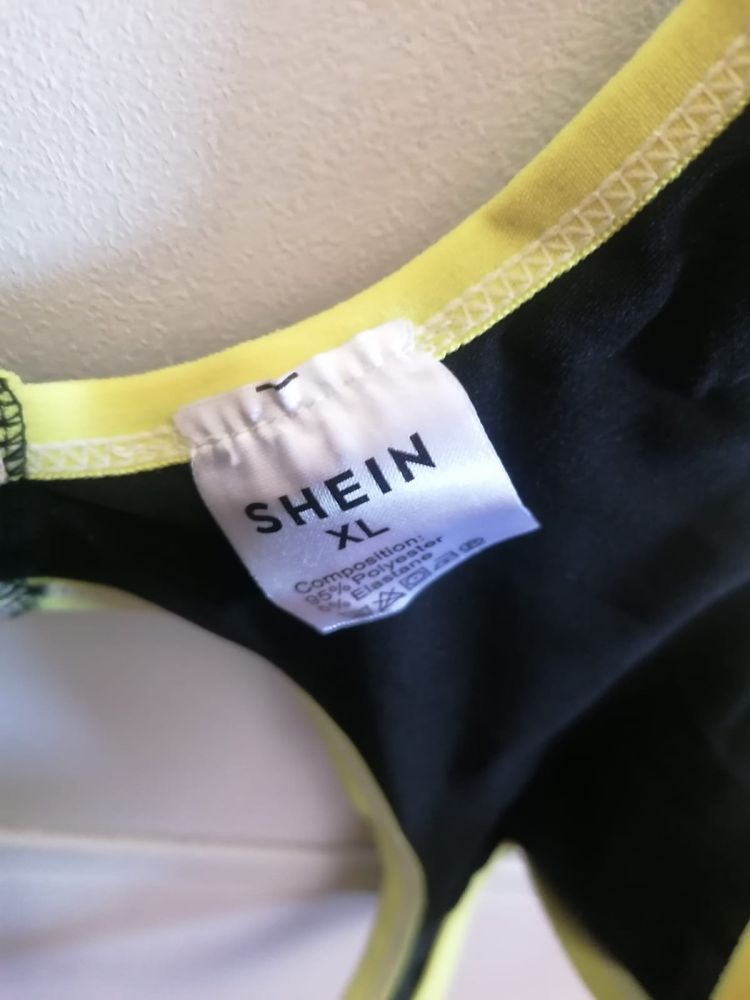 SHEIN
XL
Composition:
95% Polyester
5% Elastane